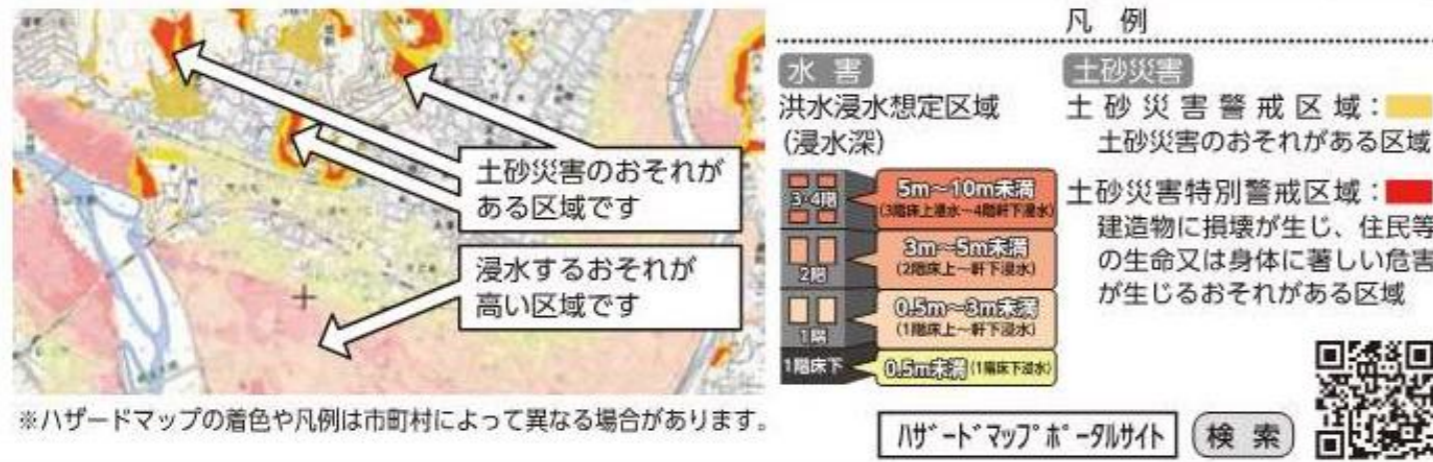 土砂災害のおそれが
ある区域です
浸水するおそれが
高い区域です
※ハザードマップの着色や凡例は市町村によって異なる場合があります。
凡 例
水 害
洪水浸水想定区域
(浸水深)
3・4階
5m～10m未満
(3階床上浸水～4階軒下浸水)
2階
3m～5m未満
(2階床上～軒下浸水)
1階
0.5m～3m未満
(1階床上～軒下浸水)
1階床下
0.5m未満(1階床下浸水)
土砂災害
土砂災害警戒区域：
土砂災害のおそれがある区域
土砂災害特別警戒区域：
建造物に損壊が生じ、住民等
の生命又は身体に著しい危害
が生じるおそれがある区域
ﾊｻﾞｰﾄﾞﾏｯﾌﾟﾎﾟｰﾀﾙｻｲﾄ
検 索